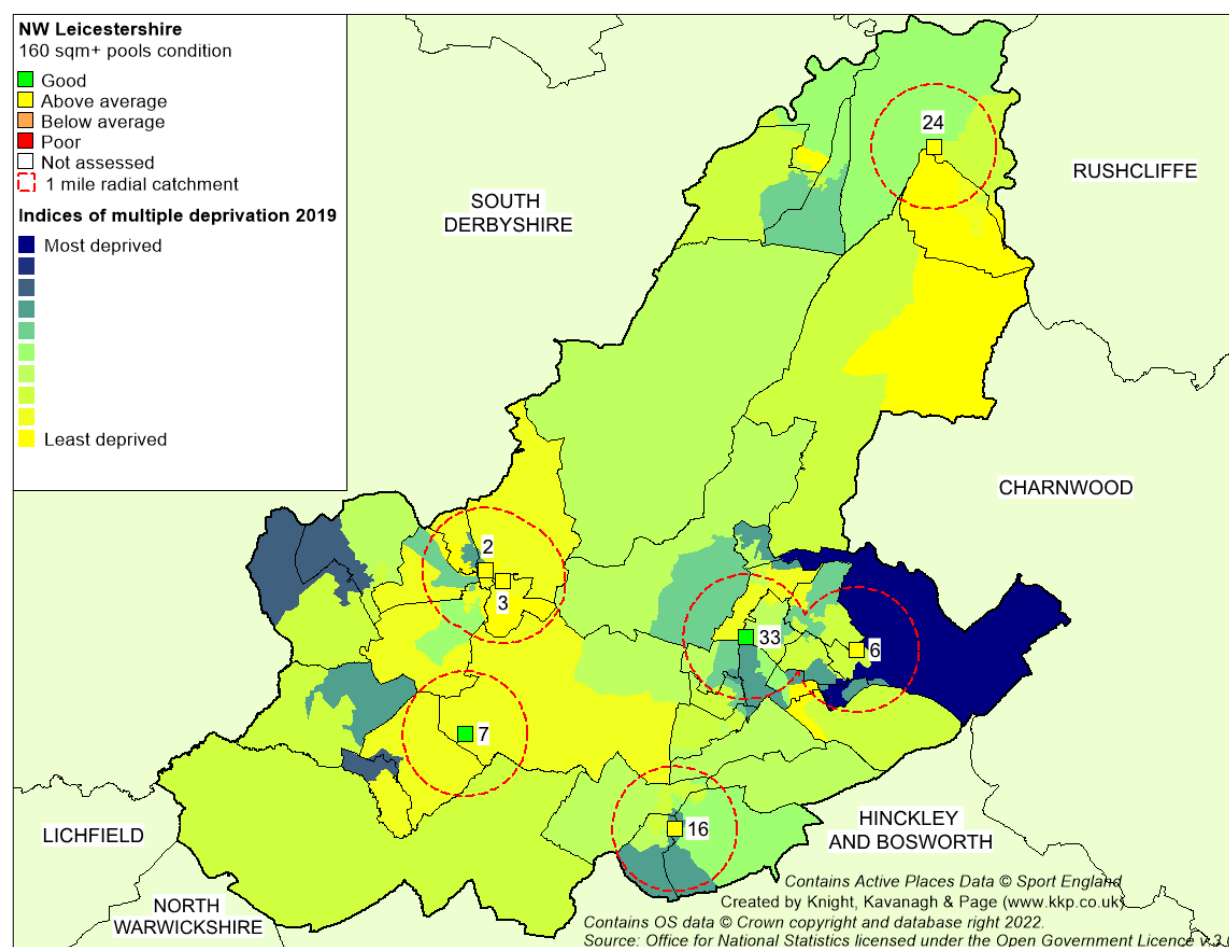 NW Leicestershire
160 sqm+ pools condition
Good
Above average
Below average
Poor
Not assessed
1 mile radial catchment
Indices of multiple deprivation 2019
Most deprived
Least deprived
24
RUSHCLIFFE
SOUTH
DERBYSHIRE
CHARNWOOD
2
3
33
6
7
16
LICHFIELD
HINCKLEY
AND BOSWORTH
NORTH
WARWICKSHIRE
Contains Active Places Data © Sport England
Created by Knight, Kavanagh & Page (www.kkp.co.uk)
Contains OS data © Crown copyright and database right 2022.
Source: Office for National Statistics licensed under the Open Government Licence v.3.0